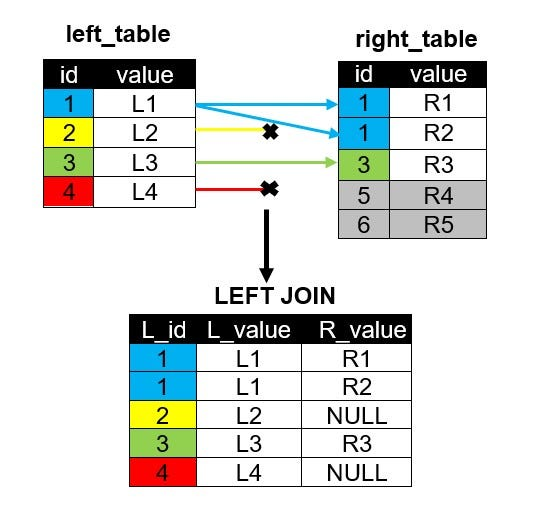 left_table
id value
1 L1
2 L2
3 L3
4 L4
right_table
id value
1 R1
1 R2
3 R3
5 R4
6 R5
LEFT JOIN
L_id L_value R_value
1 L1 R1
1 L1 R2
2 L2 NULL
3 L3 R3
4 L4 NULL